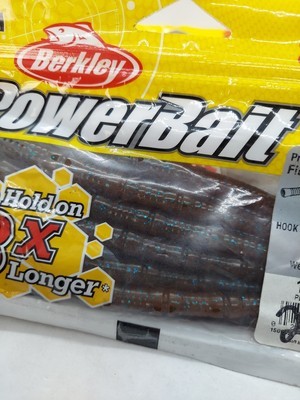 Berkley
PowerBait
Hold on
3X
Longer*
HOOK